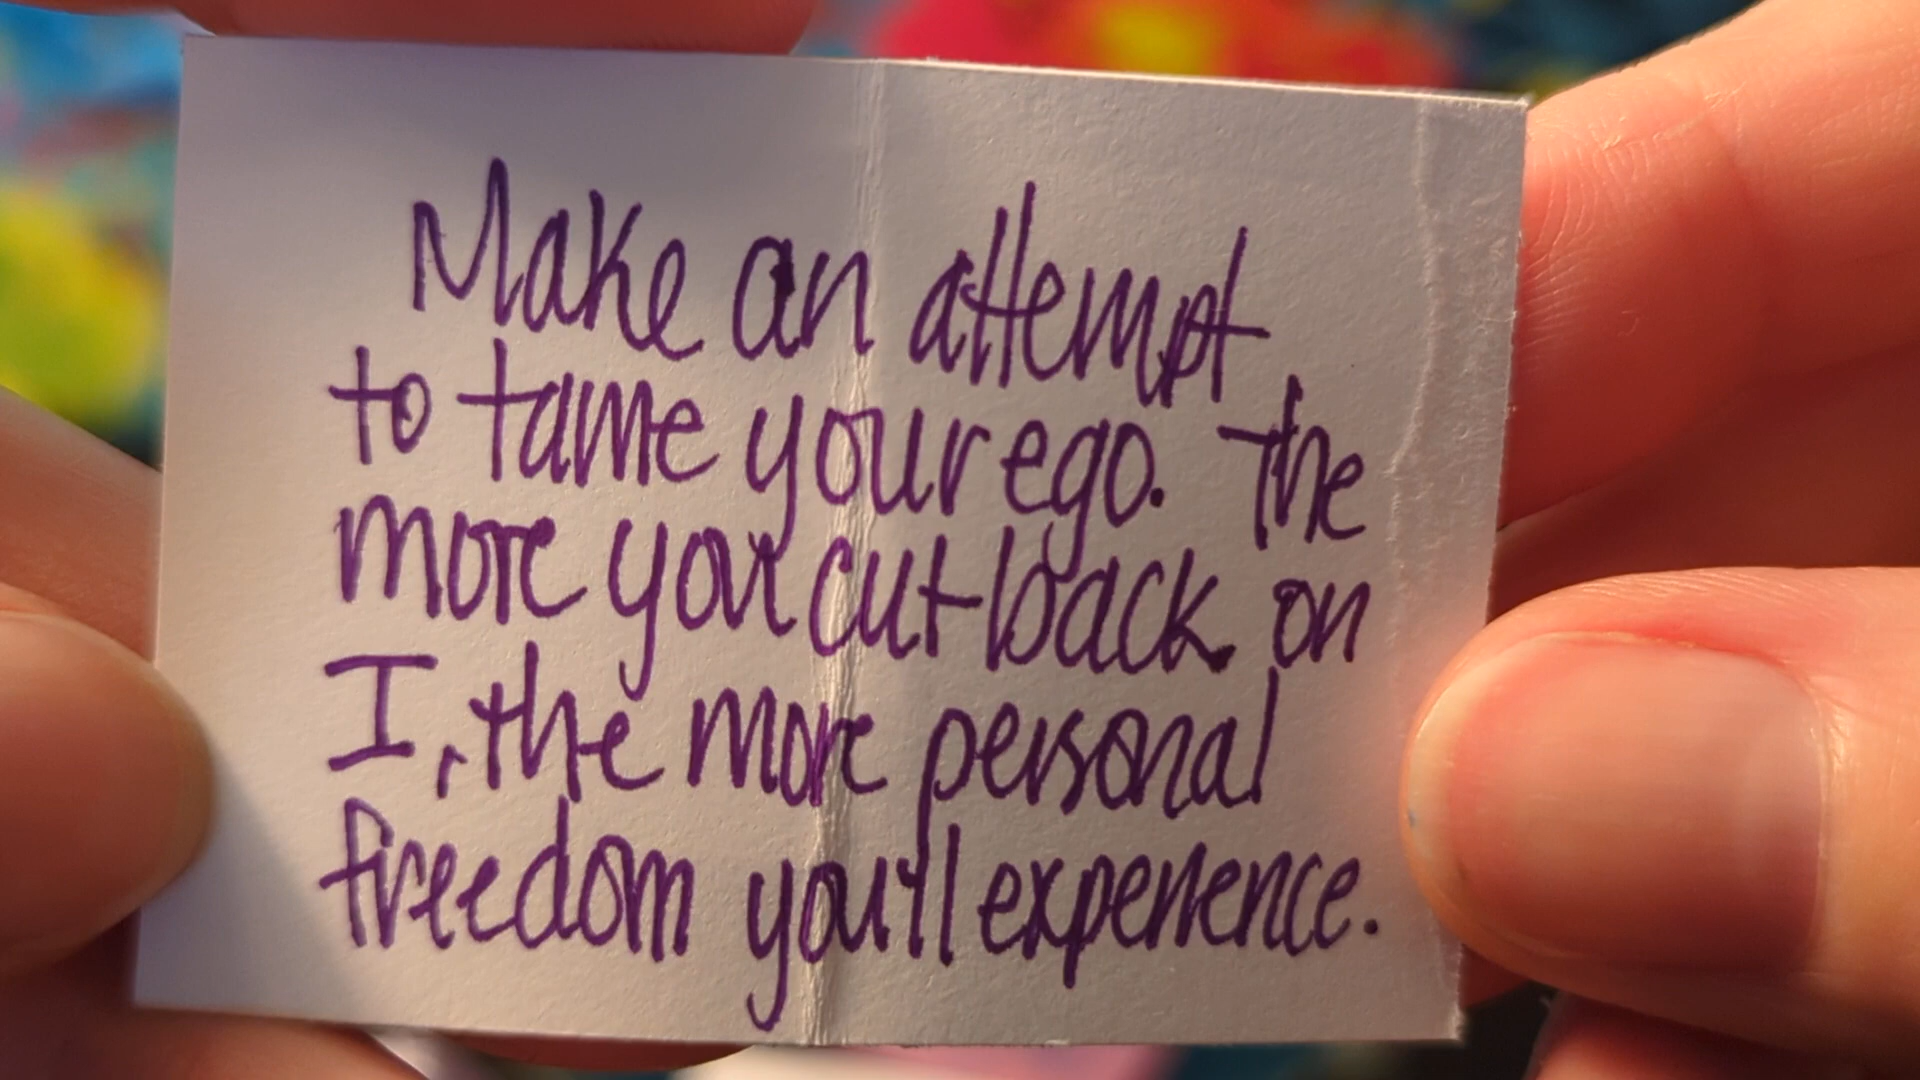 Make an attempt
to tame your ego. The
more you cut back on
I, the more personal
freedom you'll experience.